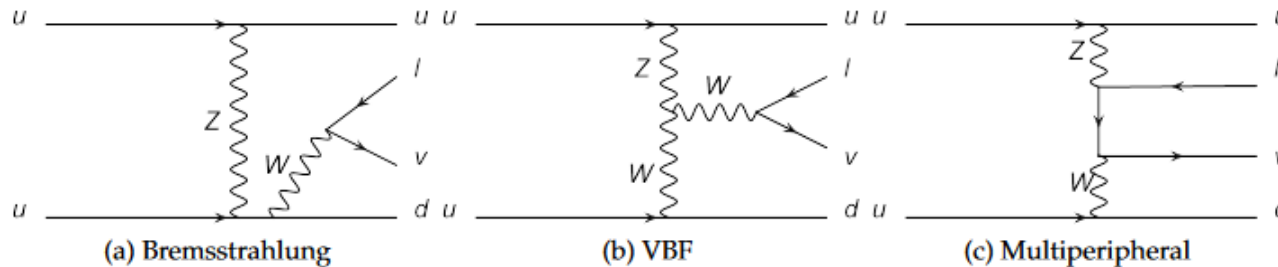 u u u u u u
Z W l
Z W l
Z
W v
W v
W
u d u d u
(a) Bremsstrahlung (b) VBF (c) Multiperipheral